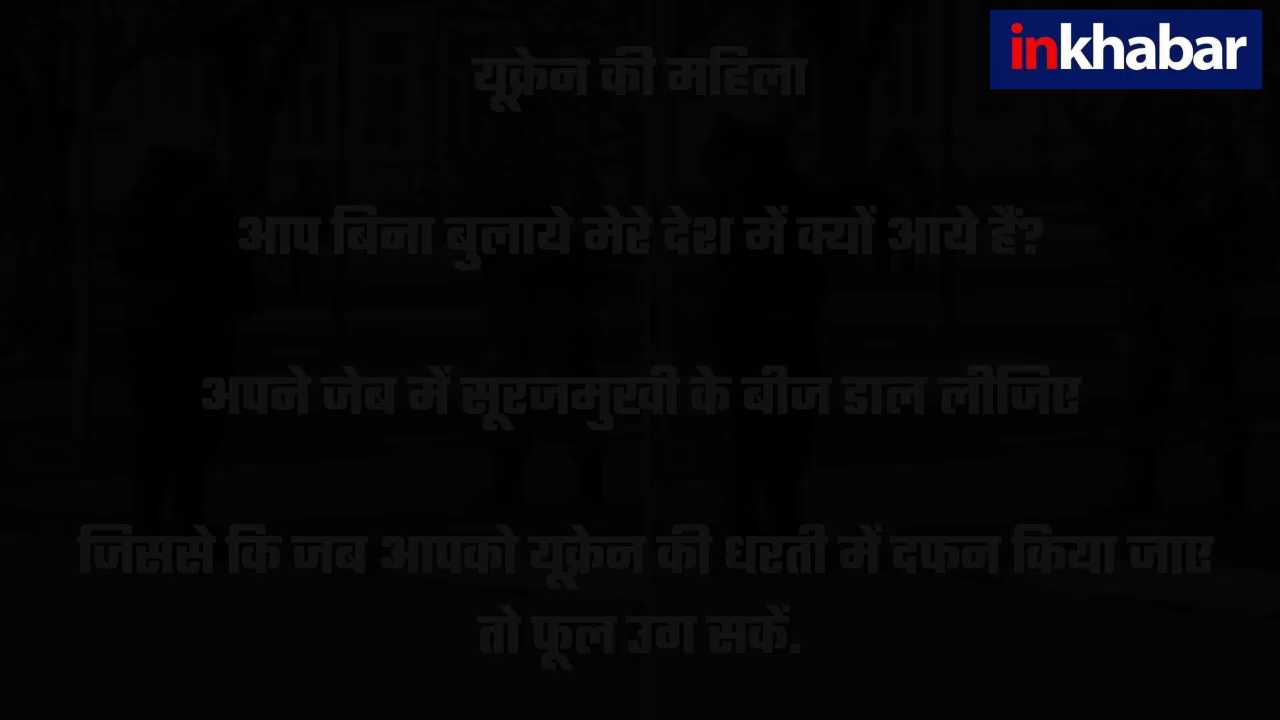 inkhabar
यूक्रेन की महिला
आप बिना बुलाये मेरे देश में क्यों आये हैं?
अपने जेब में सूरजमुखी के बीज डाल लीजिए
जिससे कि जब आपको यूक्रेन की धरती में दफन किया जाए
तो फूल उग सकें.